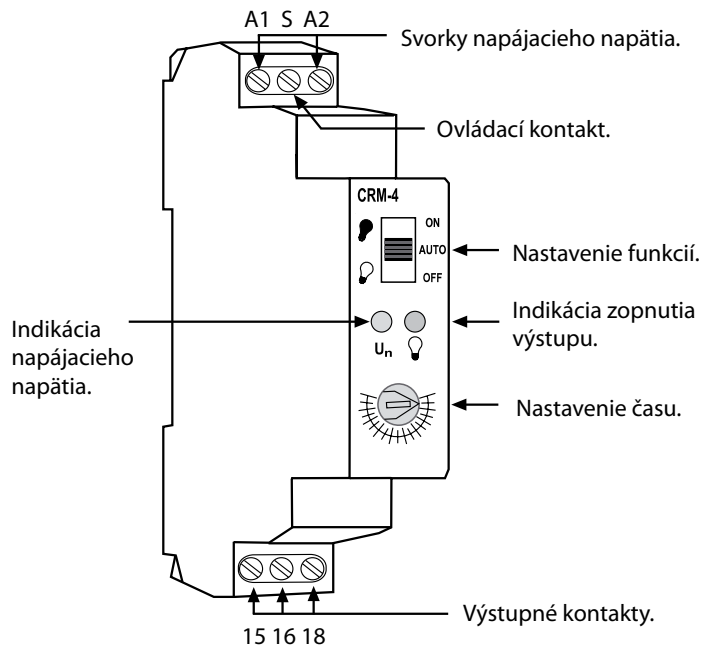 A1 S A2
Svorky napájacieho napätia.
Ovládací kontakt.
CRM-4
ON
AUTO
OFF
Nastavenie funkcií.
Indikácia zopnutia
výstupu.
Indikácia
napájacieho
napätia.
Un
Nastavenie času.
Výstupné kontakty.
15 16 18